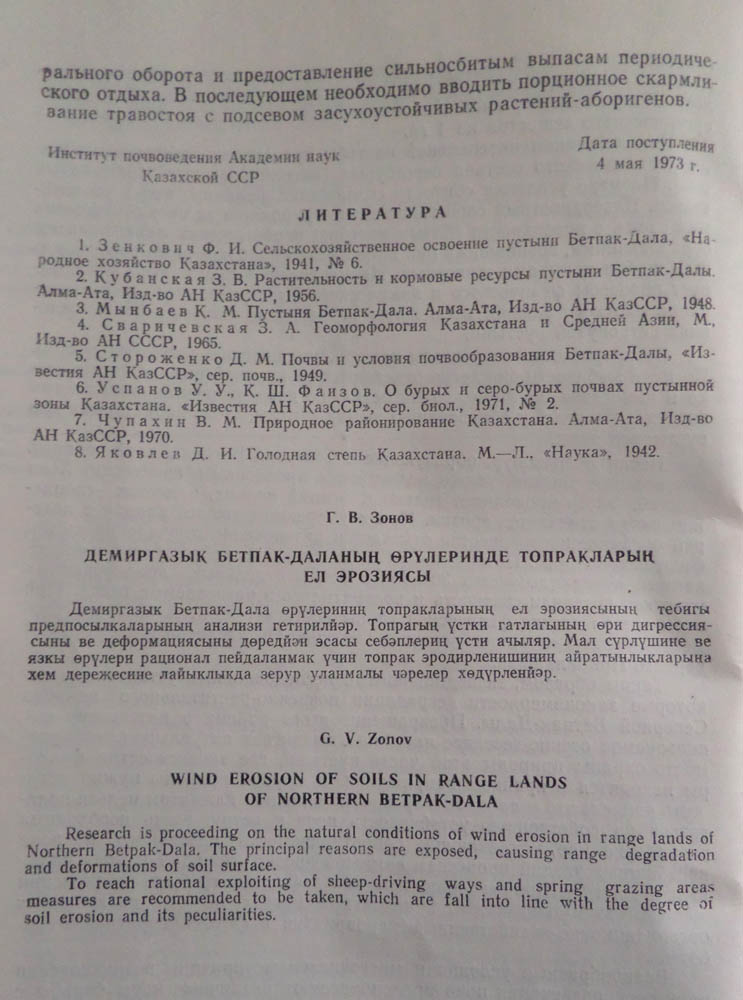 рального оборота и предоставление сильносбитым выпасам периодиче-
ского отдыха. В последующем необходимо вводить порционное скармли-
вание травостоя с подсевом засухоустойчивых растений-аборигенов.
Институт почвоведения Академии наук
Казахской ССР
Дата поступления
4 мая 1973 г.
ЛИТЕРАТУРА
1. Зенкович Ф. И. Сельскохозяйственное освоение пустыни Бетпак-Дала, «На-
родное хозяйство Казахстана», 1941, № 6.
2. Кубанская З. В. Растительность и кормовые ресурсы пустыни Бетпак-Далы.
Алма-Ата, Изд-во АН КазССР, 1956.
3. Мынбаев К. М. Пустыня Бетпак-Дала. Алма-Ата, Изд-во АН КазССР, 1948.
4. Сваричевская З. А. Геоморфология Казахстана и Средней Азии, М.,
Изд-во АН СССР, 1965.
5. Стороженко Д. М. Почвы и условия почвообразования Бетпак-Далы, «Из-
вестия АН КазССР», сер. почв., 1949.
6. Успанов У. У., К. Ш. Фаизов. О бурых и серо-бурых почвах пустынной
зоны Казахстана. «Известия АН КазССР», сер. биол., 1971, № 2.
7. Чупахин В. М. Природное районирование Казахстана. Алма-Ата, Изд-во
АН КазССР, 1970.
8. Яковлев Д. И. Голодная степь Казахстана. М.—Л., «Наука», 1942.
Г. В. Зонов
ДЕМИРГАЗЫК БЕТПАК-ДАЛАНЫҢ ӨРҮЛЕРИНДЕ ТОПРАКЛАРЫҢ
ЕЛ ЭРОЗИЯСЫ
Демиргазык Бетпак-Дала өрүлериниң топракларының ел эрозиясының тебигы
предпосылкаларының анализи гетирилйәр. Топрагың үстки гатлагының өри дигрессия-
сыны ве деформациясыны дөредйән эсасы себәплериң үсти ачыляр. Мал сүрлүшине ве
язкы өрүлери рационал пейдаланмак үчин топрак эродирленишиниң айратынлыкларына
хем дережесине лайыклыкда зерур уланмалы чәрелер хөдүрленйәр.
G. V. Zonov
WIND EROSION OF SOILS IN RANGE LANDS
OF NORTHERN BETPAK-DALA
Research is proceeding on the natural conditions of wind erosion in range lands of
Northern Betpak-Dala. The principal reasons are exposed, causing range degradation
and deformations of soil surface.
To reach rational exploiting of sheep-driving ways and spring grazing areas
measures are recommended to be taken, which are fall into line with the degree of
soil erosion and its peculiarities.